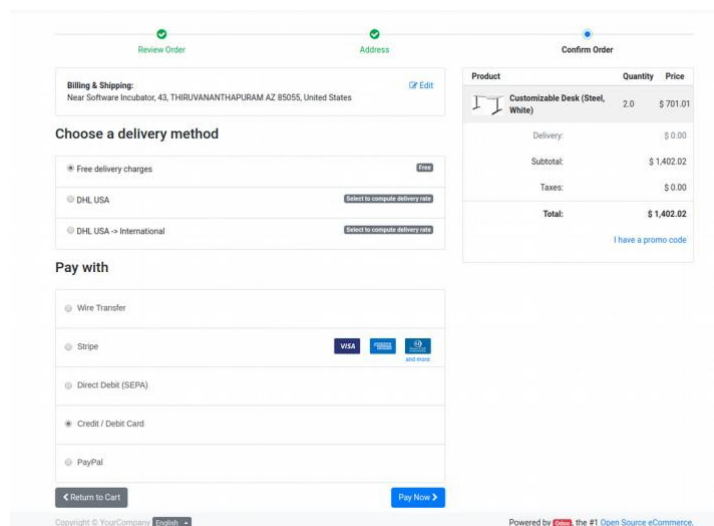 Review Order
Address
Confirm Order
Billing & Shipping:
Near Software Incubator, 43, THIRUVANANTHAPURAM AZ 85055, United States
Edit
Choose a delivery method
Free delivery charges
Free
DHL USA
Select to compute delivery rate
DHL USA -> International
Select to compute delivery rate
Pay with
Wire Transfer
Stripe
VISA
and more
Direct Debit (SEPA)
Credit / Debit Card
PayPal
Return to Cart
Pay Now
Product Quantity Price
Customizable Desk (Steel,
White)
2.0
$ 701.01
Delivery: $ 0.00
Subtotal: $ 1,402.02
Taxes: $ 0.00
Total: $ 1,402.02
I have a promo code
Copyright © YourCompany English
Powered by odoo, the #1 Open Source eCommerce.